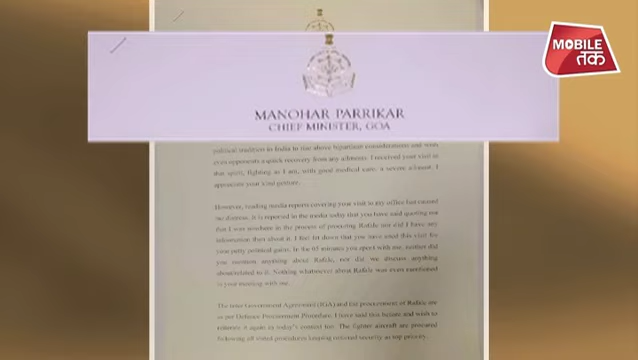 MOBILE
तक
MANOHAR PARRIKAR
CHIEF MINISTER, GOA
political tradition in India to rise above bipartisan considerations and wish
even opponents a quick recovery from any ailments. I received your visit in
that spirit, fighting as I am, with good medical care, a severe ailment. I
appreciate your kind gesture.
However, reading media reports covering your visit to my office has caused
me distress. It is reported in the media today that you have said quoting me
that I was nowhere in the process of procuring Rafale nor did I have any
information then about it. I feel let down that you have used this visit for
your petty political gains. In the 05 minutes you spent with me, neither did
you mention anything about Rafale, nor did we discuss anything
about/related to it. Nothing whatsoever about Rafale was even mentioned
in your meeting with me.
The Inter Government Agreement (IGA) and the procurement of Rafale are
as per Defence Procurement Procedure. I have said this before and wish to
reiterate it again in today's context too. The fighter aircraft are procured
following all stated procedures keeping national security as top priority.